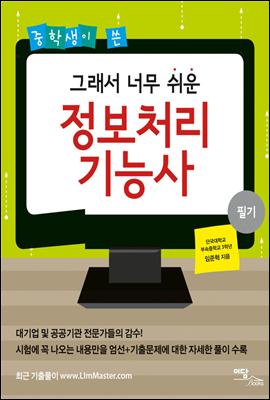 중학생이 쓴
그래서 너무 쉬운
정보처리
기능사
필기
단국대학교
부속중학교 3학년
임준혁 지음
대기업 및 공공기관 전문가들의 감수!
시험에 꼭 나오는 내용만을 엄선+기출문제에 대한 자세한 풀이 수록
최근 기출풀이 www.LImMaster.com
이담
Books